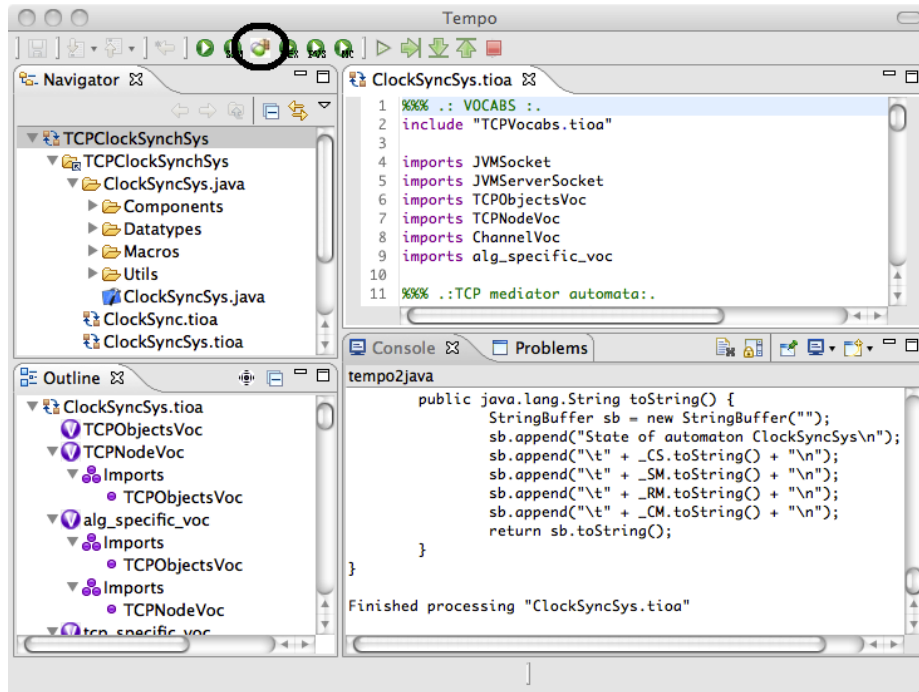 Tempo
Navigator
TCPClockSynchSys
TCPClockSynchSys
ClockSyncSys.java
Components
Datatypes
Macros
Utils
ClockSyncSys.java
ClockSync.tioa
ClockSyncSys.tioa
ClockSyncSys.tioa
1 %%% .: VOCABS :.
2 include "TCPVocabs.tioa"
3
4 imports JVMSocket
5 imports JVMServerSocket
6 imports TCPObjectsVoc
7 imports TCPNodeVoc
8 imports ChannelVoc
9 imports alg_specific_voc
10
11 %%% .:TCP mediator automata:.
Outline
ClockSyncSys.tioa
TCPObjectsVoc
TCPNodeVoc
Imports
TCPObjectsVoc
alg_specific_voc
Imports
TCPObjectsVoc
Imports
TCPNodeVoc
tcp_specific_voc
Console Problems
tempo2java
public java.lang.String toString() {
StringBuffer sb = new StringBuffer("");
sb.append("State of automaton ClockSyncSys\n");
sb.append("\t" + _CS.toString() + "\n");
sb.append("\t" + _SM.toString() + "\n");
sb.append("\t" + _RM.toString() + "\n");
sb.append("\t" + _CM.toString() + "\n");
return sb.toString();
}
}
Finished processing "ClockSyncSys.tioa"